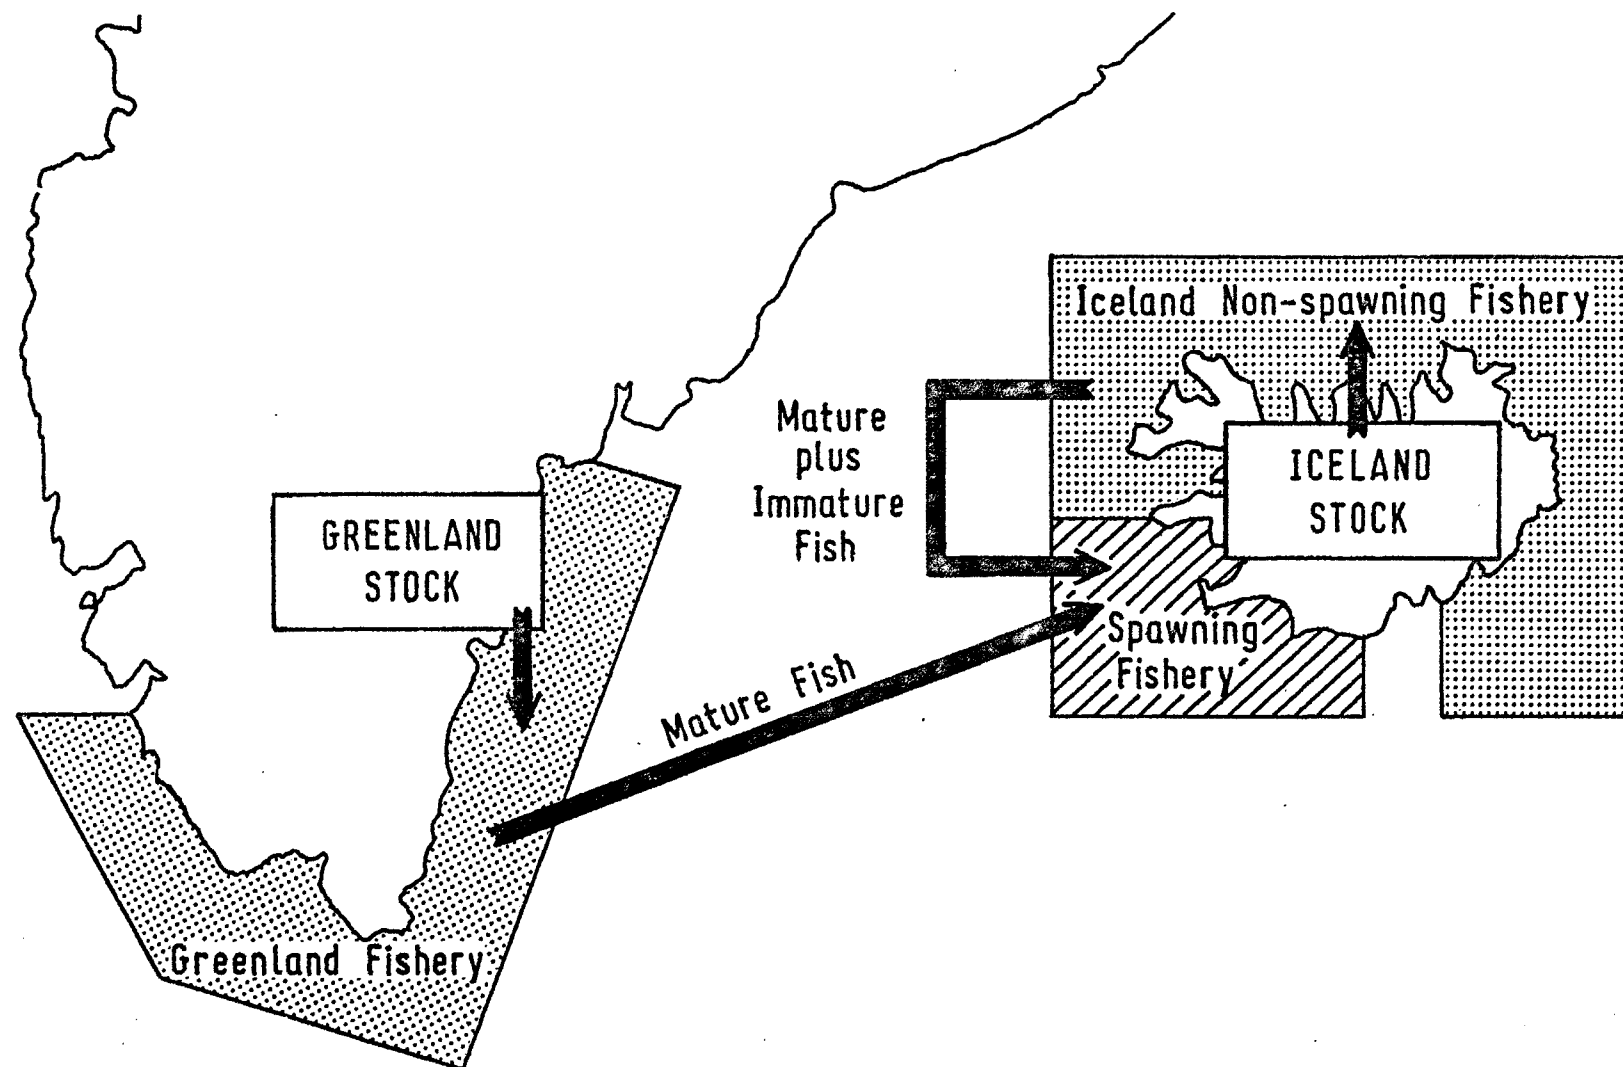 Iceland Non-spawning Fishery
Mature
plus
Immature
Fish
ICELAND
STOCK
GREENLAND
STOCK
Spawning
Fishery
Mature Fish
Greenland Fishery